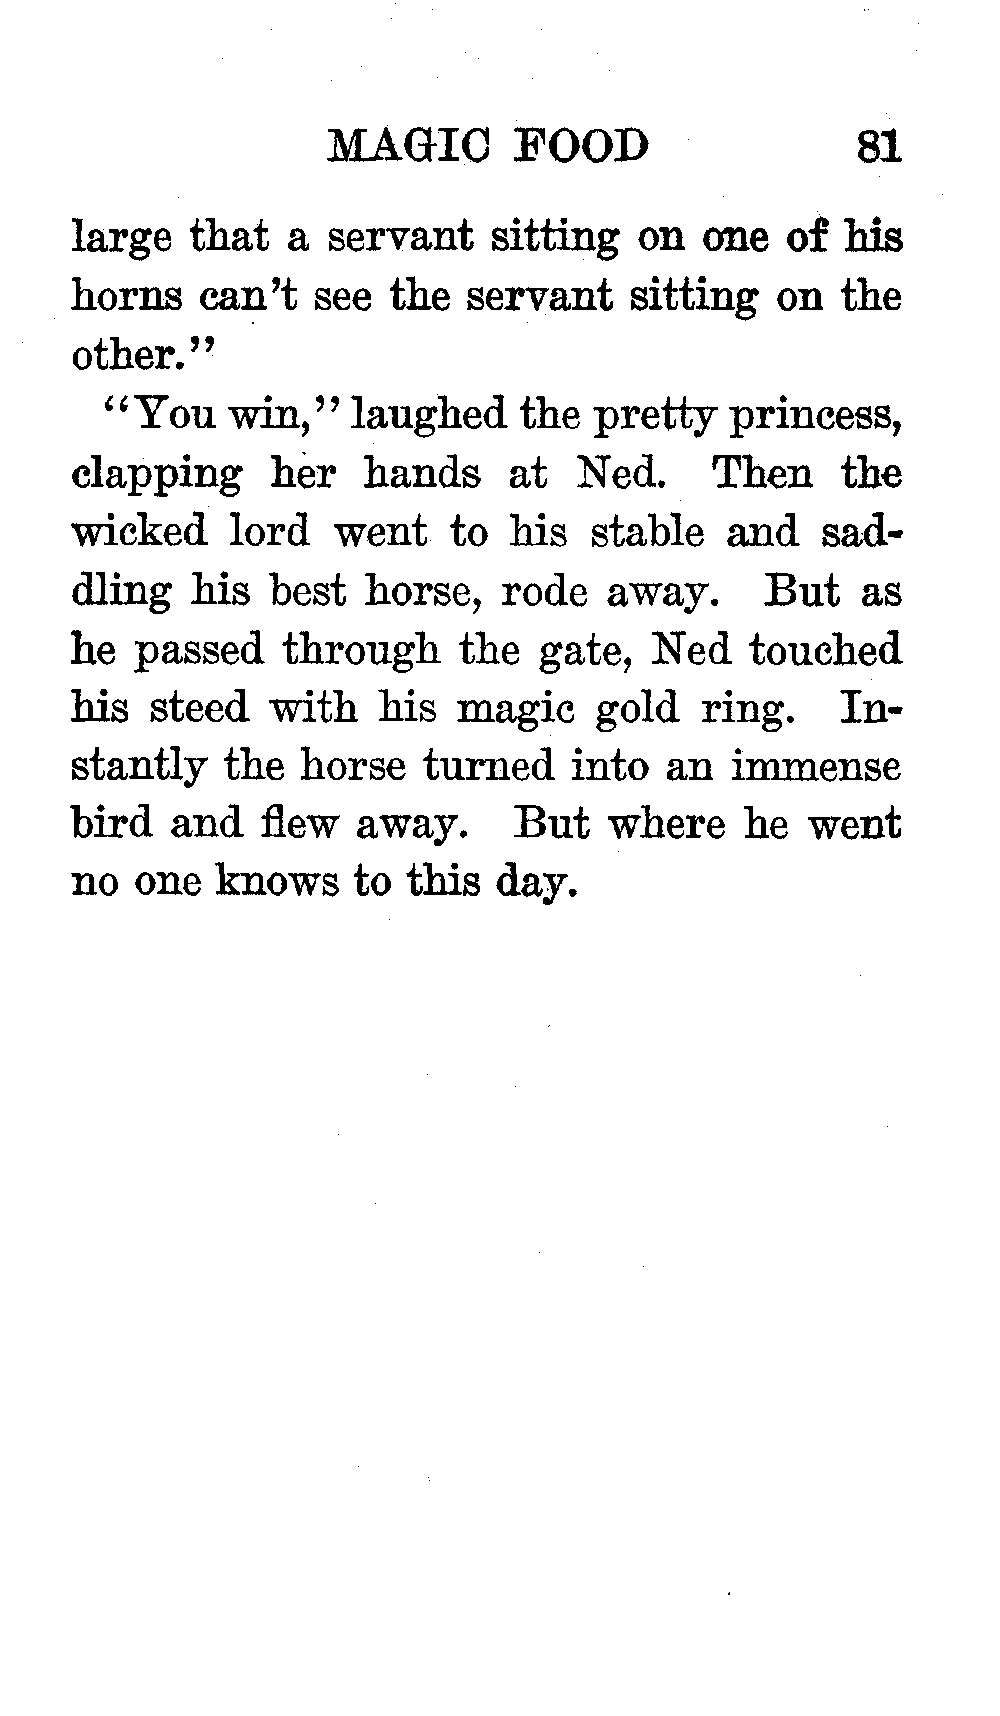 MAGIC FOOD 81
large that a servant sitting on one of his
horns can't see the servant sitting on the
other."
"You win," laughed the pretty princess,
clapping her hands at Ned. Then the
wicked lord went to his stable and sad-
dling his best horse, rode away. But as
he passed through the gate, Ned touched
his steed with his magic gold ring. In-
stantly the horse turned into an immense
bird and flew away. But where he went
no one knows to this day.